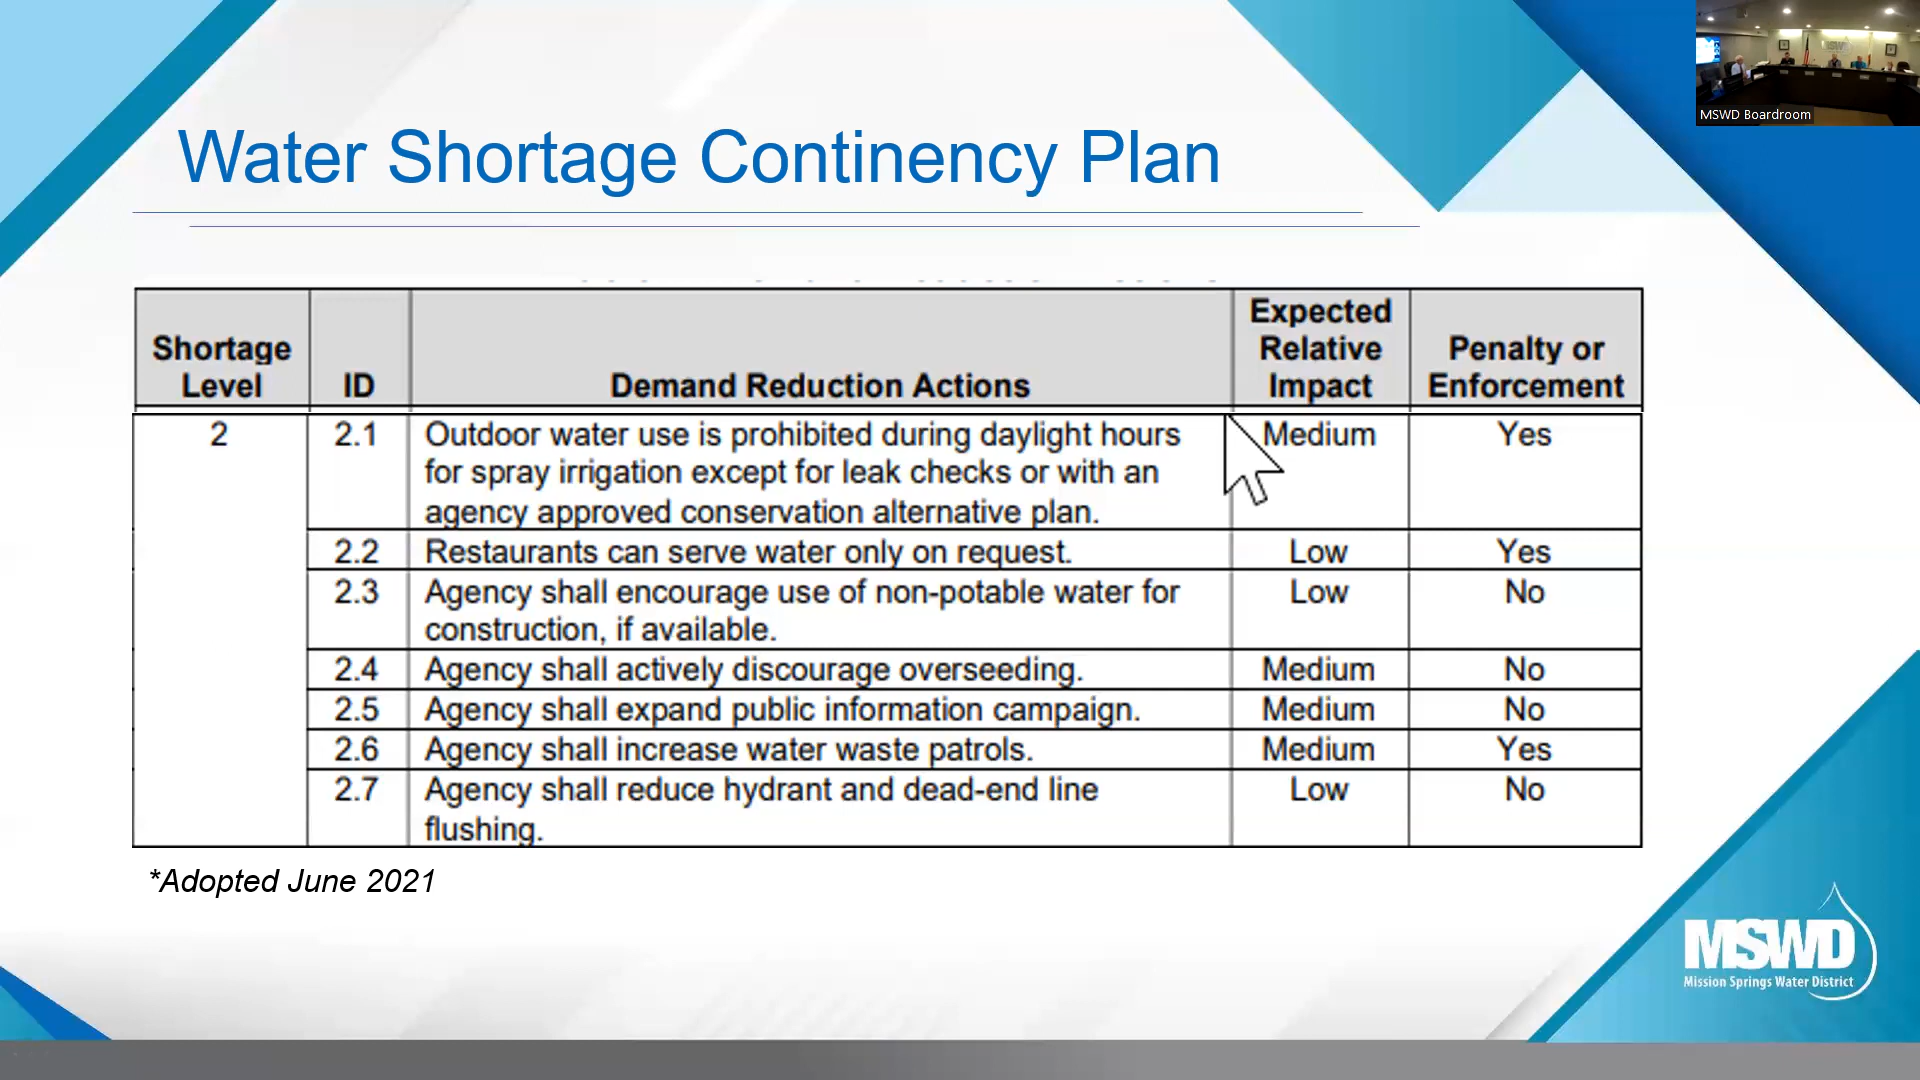 MSWD Boardroom
Water Shortage Continency Plan
Shortage Level ID Demand Reduction Actions Expected Relative Impact Penalty or Enforcement
2 2.1 Outdoor water use is prohibited during daylight hours Medium Yes
for spray irrigation except for leak checks or with an
agency approved conservation alternative plan.
2.2 Restaurants can serve water only on request. Low Yes
2.3 Agency shall encourage use of non-potable water for Low No
construction, if available.
2.4 Agency shall actively discourage overseeding. Medium No
2.5 Agency shall expand public information campaign. Medium No
2.6 Agency shall increase water waste patrols. Medium Yes
2.7 Agency shall reduce hydrant and dead-end line Low No
flushing.
*Adopted June 2021
MSWD
Mission Springs Water District